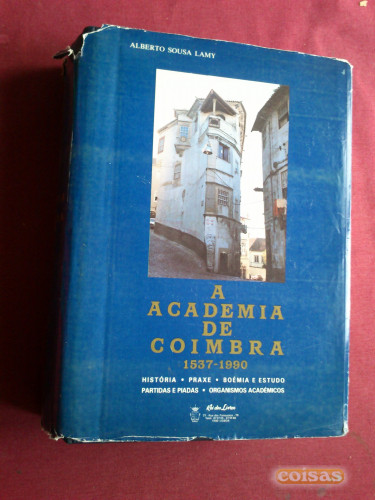 ALBERTO SOUSA LAMY
A
ACADEMIA
DE
COIMBRA
1537-1990
HISTÓRIA • PRAXE • BOÉMIA E ESTUDO
PARTIDAS E PIADAS • ORGANISMOS ACADÉMICOS
Rei dos Livros
coisas